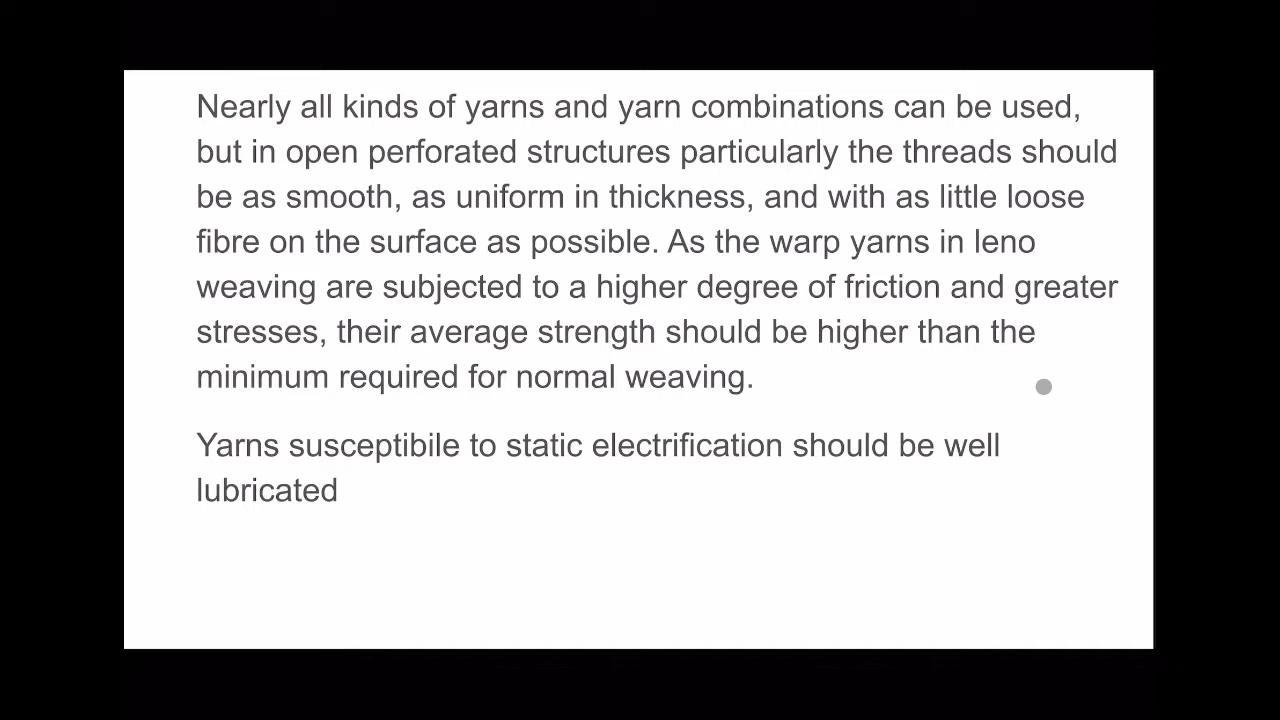 Nearly all kinds of yarns and yarn combinations can be used,
but in open perforated structures particularly the threads should
be as smooth, as uniform in thickness, and with as little loose
fibre on the surface as possible. As the warp yarns in leno
weaving are subjected to a higher degree of friction and greater
stresses, their average strength should be higher than the
minimum required for normal weaving.
Yarns susceptibile to static electrification should be well
lubricated